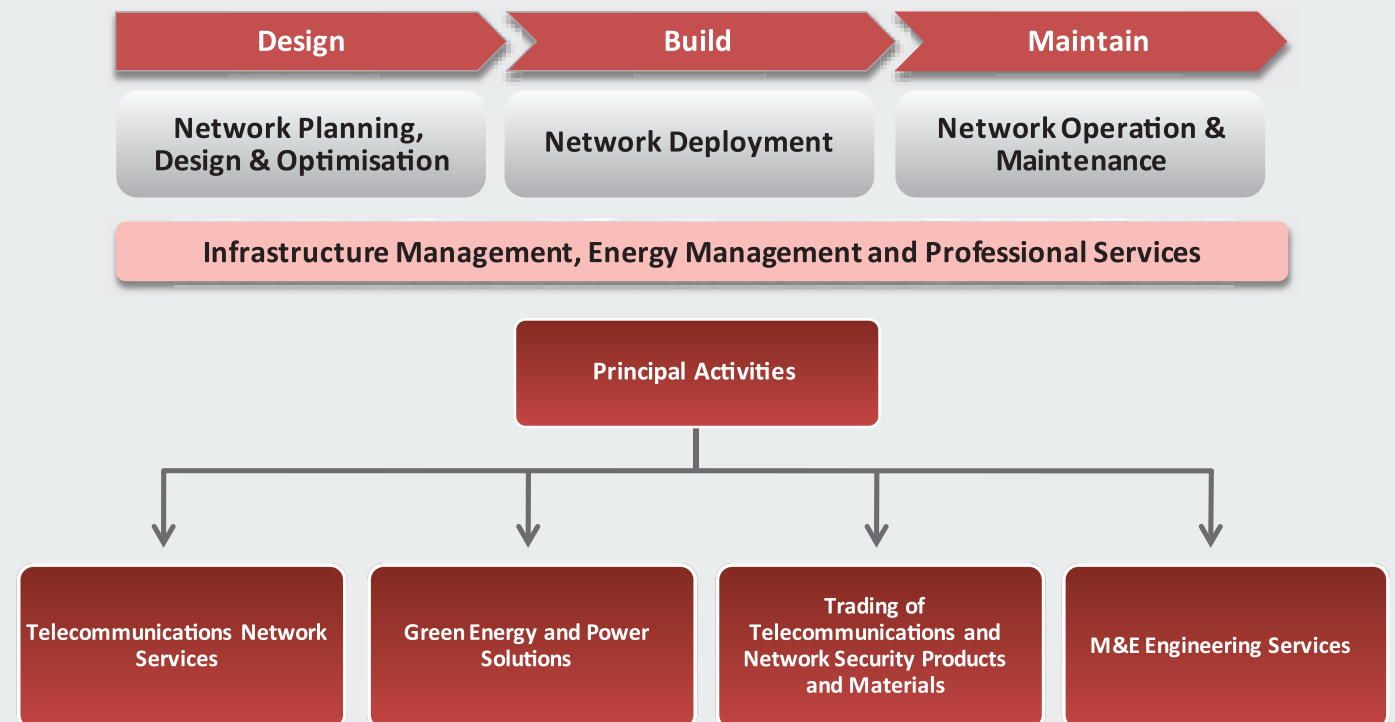 Design
Build
Maintain
Network Planning,
Design & Optimisation
Network Deployment
Network Operation &
Maintenance
Infrastructure Management, Energy Management and Professional Services
Principal Activities
Telecommunications Network
Services
Green Energy and Power
Solutions
Trading of
Telecommunications and
Network Security Products
and Materials
M&E Engineering Services